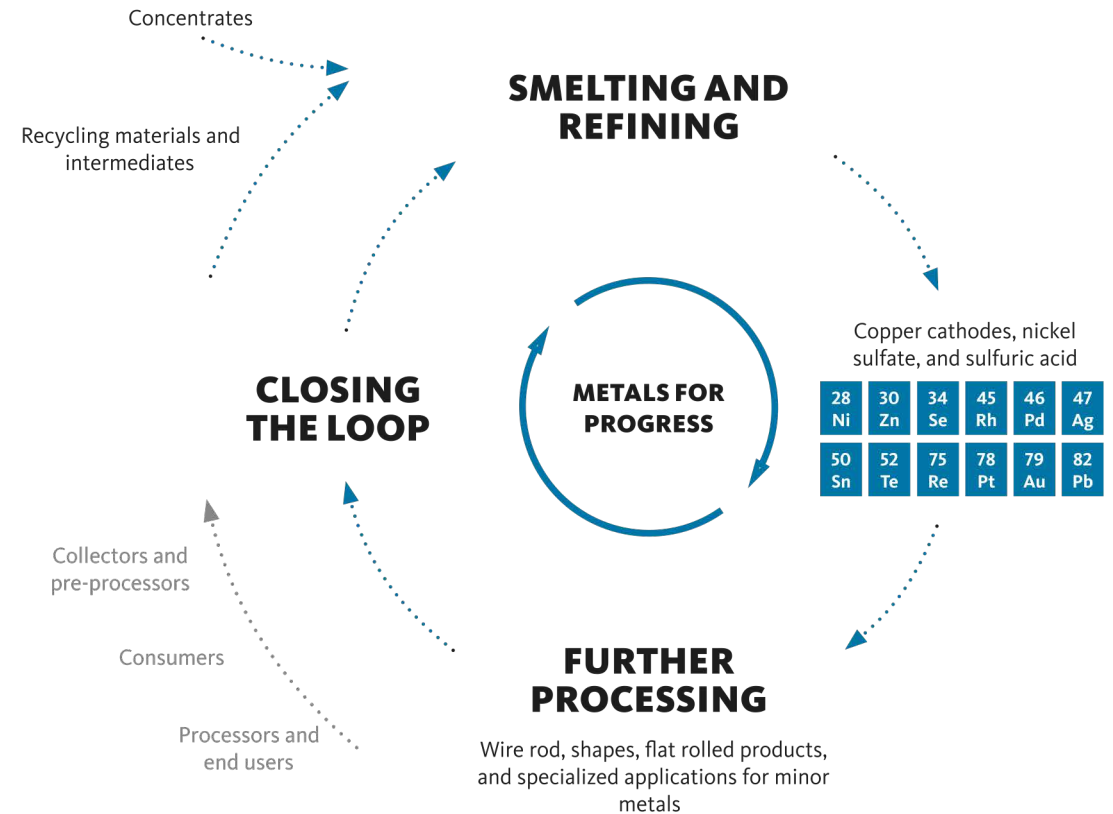 Concentrates
SMELTING AND
REFINING
Recycling materials and
intermediates
Copper cathodes, nickel
sulfate, and sulfuric acid
28 30 34 45 46 47
Ni Zn Se Rh Pd Ag
50 52 75 78 79 82
Sn Te Re Pt Au Pb
CLOSING
THE LOOP
METALS FOR
PROGRESS
Collectors and
pre-processors
Consumers
Processors and
end users
FURTHER
PROCESSING
Wire rod, shapes, flat rolled products,
and specialized applications for minor
metals